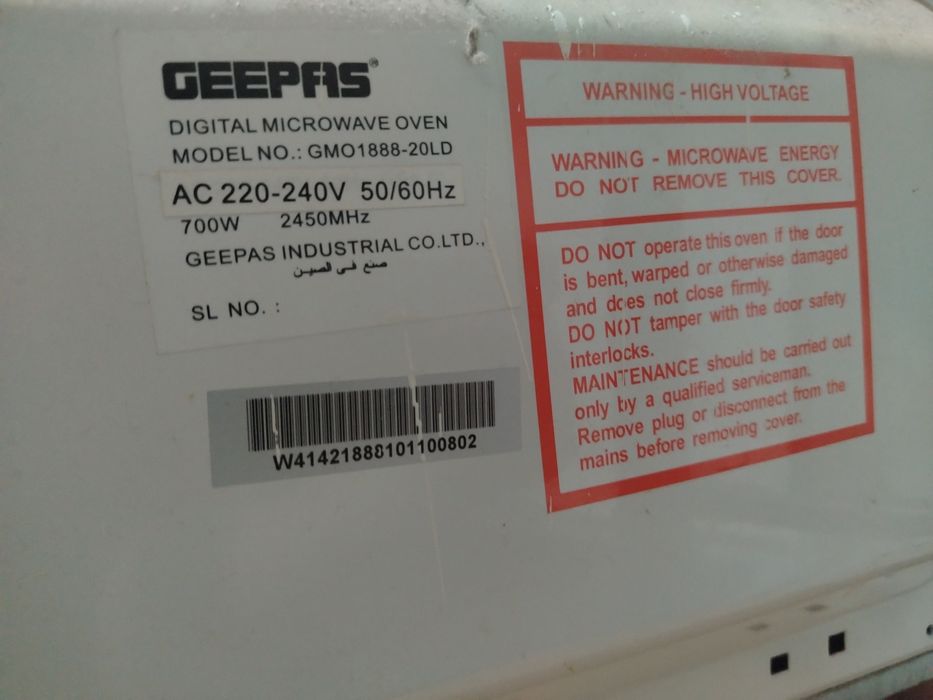 GEEPAS®
DIGITAL MICROWAVE OVEN
MODEL NO.: GMO1888-20LD
AC 220-240V 50/60Hz
700W 2450MHz
GEEPAS INDUSTRIAL CO.LTD.,
صنع في الصين
SL NO. :
W41421888101100802
WARNING - HIGH VOLTAGE
WARNING - MICROWAVE ENERGY
DO NOT REMOVE THIS COVER.
DO NOT operate this oven if the door
is bent, warped or otherwise damaged
and does not close firmly.
DO NOT tamper with the door safety
interlocks.
MAINTENANCE should be carried out
only by a qualified serviceman.
Remove plug or disconnect from the
mains before removing cover.